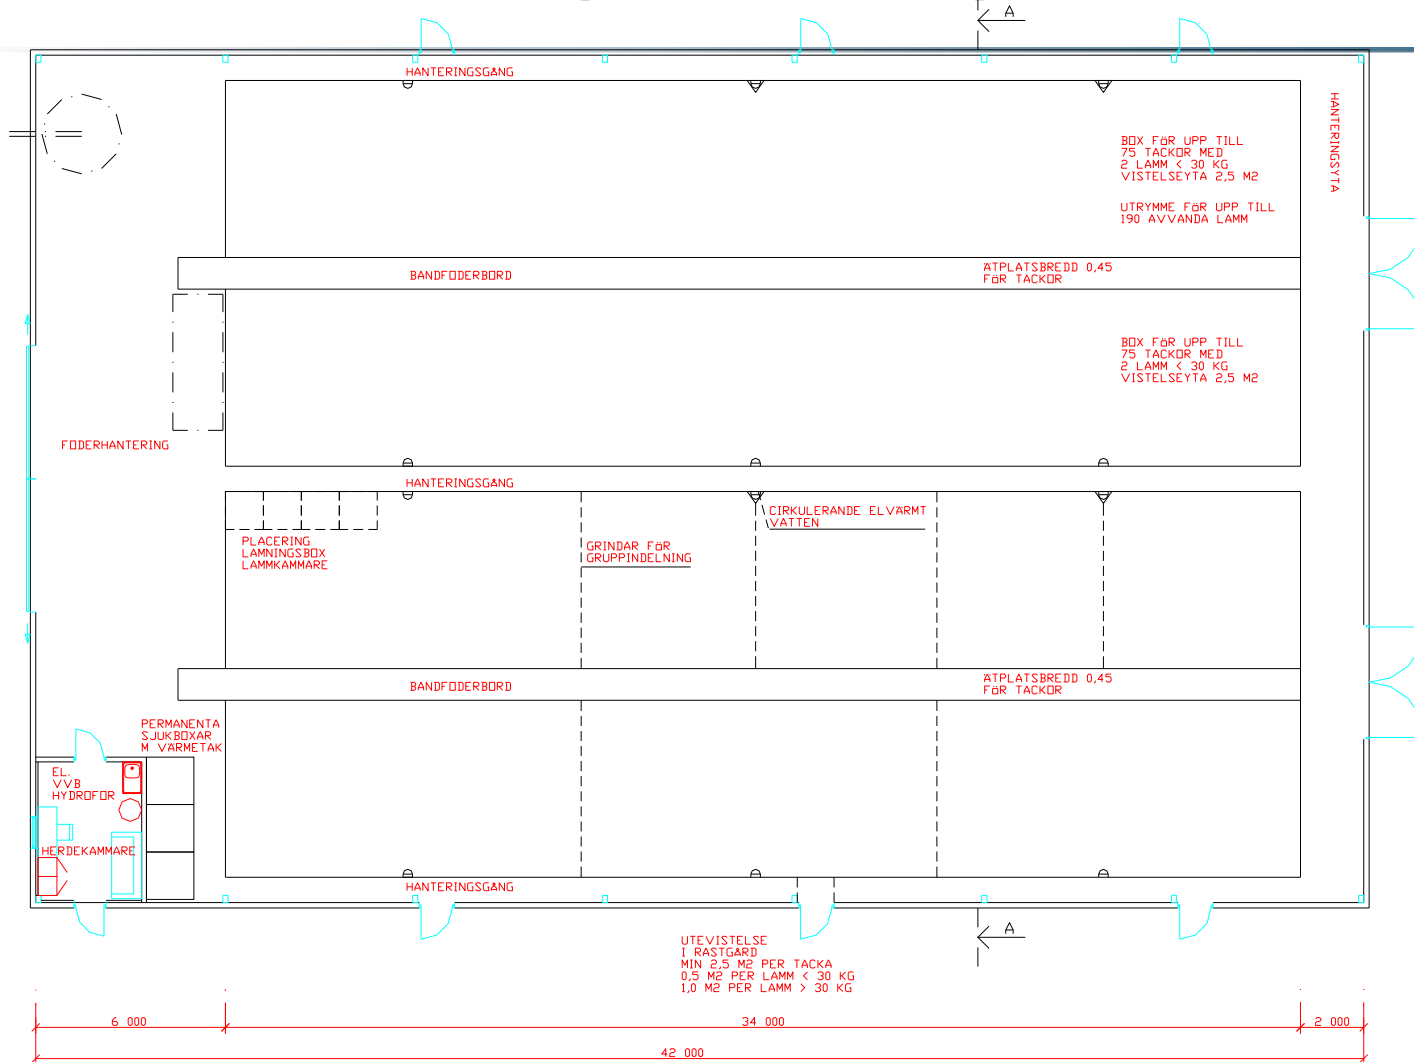 A
HANTERINGSGÅNG
HANTERINGSYTA
BOX FÖR UPP TILL
75 TACKOR MED
2 LAMM < 30 KG
VISTELSEYTA 2,5 M2
UTRYMME FÖR UPP TILL
190 AVVANDA LAMM
BANDFODERBORD
ÄTPLATSBREDD 0,45
FÖR TACKOR
BOX FÖR UPP TILL
75 TACKOR MED
2 LAMM < 30 KG
VISTELSEYTA 2,5 M2
FODERHANTERING
HANTERINGSGÅNG
CIRKULERANDE ELVÄRMT
VATTEN
PLACERING
LAMNINGSBOX
LAMMKAMMARE
GRINDAR FÖR
GRUPPINDELNING
BANDFODERBORD
ÄTPLATSBREDD 0,45
FÖR TACKOR
PERMANENTA
SJUKBOXAR
M VÄRMETAK
EL.
VVB
HYDROFOR
HERDEKAMMARE
HANTERINGSGÅNG
A
UTEVISTELSE
I RASTGÅRD
MIN 2,5 M2 PER TACKA
0,5 M2 PER LAMM < 30 KG
1,0 M2 PER LAMM > 30 KG
6 000
34 000
2 000
42 000